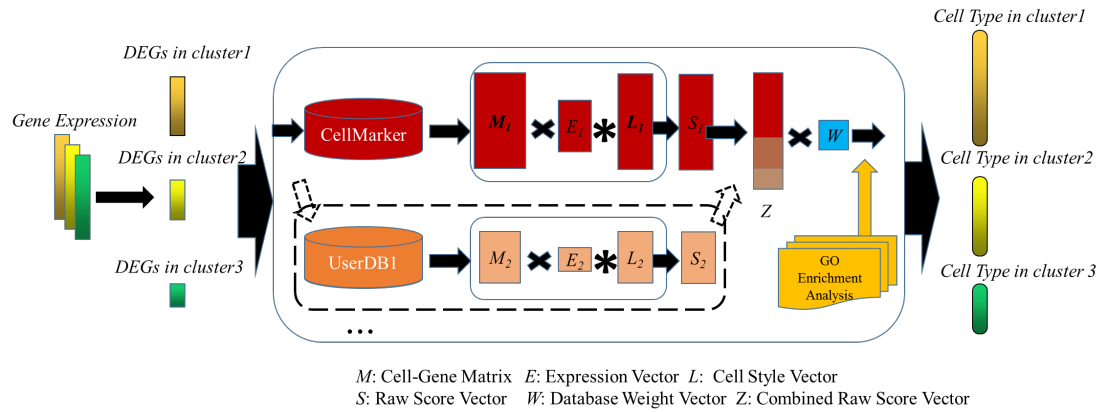 Cell Type in cluster1
DEGs in cluster1
Gene Expression
CellMarker
M1
E1
*
L1
S1
W
DEGs in cluster2
Cell Type in cluster2
Z
UserDB1
M2
E2
*
L2
S2
GO
Enrichment
Analysis
DEGs in cluster3
Cell Type in cluster 3
...
M: Cell-Gene Matrix E: Expression Vector L: Cell Style Vector
S: Raw Score Vector W: Database Weight Vector Z: Combined Raw Score Vector